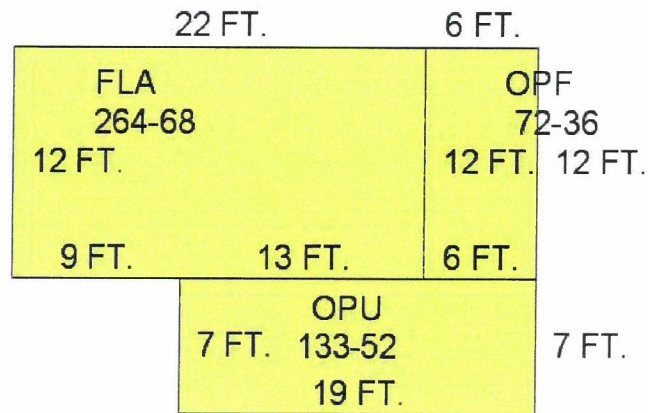 22 FT. 6 FT.
FLA OPF
264-68 72-36
12 FT. 12 FT. 12 FT.
9 FT. 13 FT. 6 FT.
OPU
7 FT. 133-52 7 FT.
19 FT.